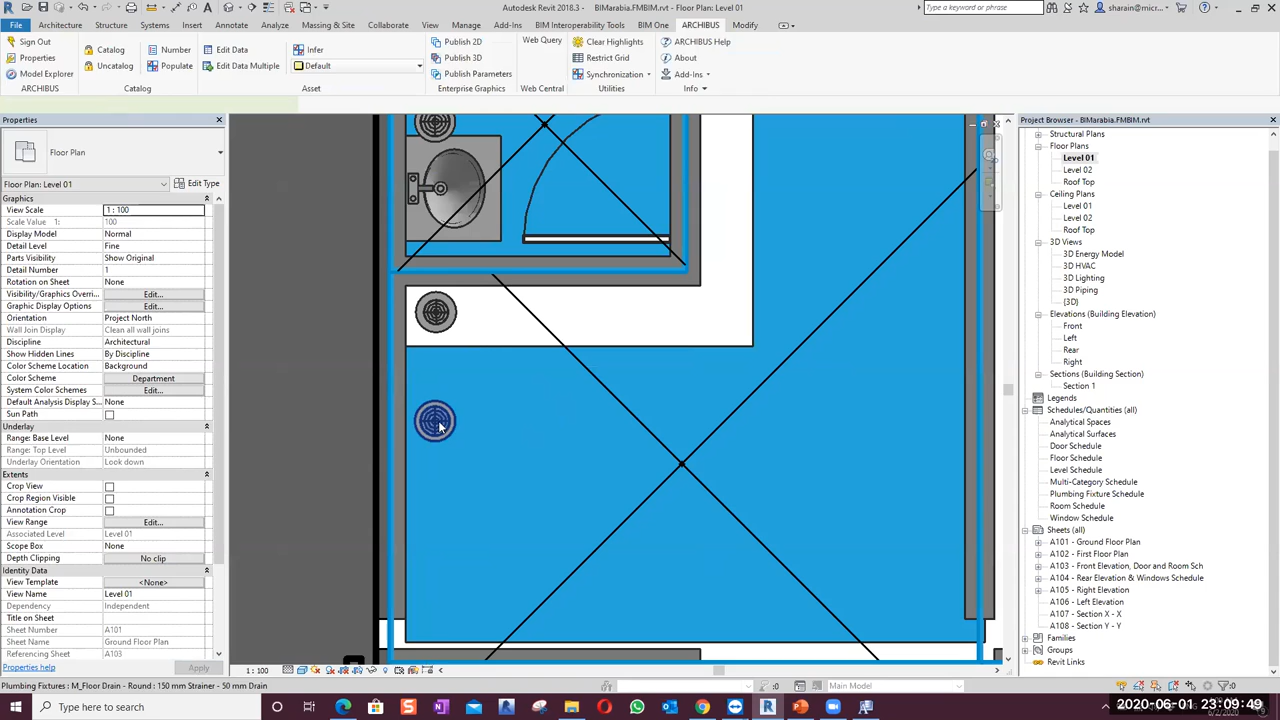 Autodesk Revit 2018.3 - BIMarabia.FMBIM.rvt - Floor Plan: Level 01
Type a keyword or phrase
sharain@micr...
File Architecture Structure Systems Insert Annotate Analyze Massing & Site Collaborate View Manage Add-Ins BIM Interoperability Tools BIM One ARCHIBUS Modify
Sign Out Catalog Number Edit Data Infer Publish 2D Web Query Clear Highlights ARCHIBUS Help
Properties Uncatalog Populate Edit Data Multiple Default Publish 3D Restrict Grid About
Model Explorer Publish Parameters Synchronization Add-Ins
ARCHIBUS Catalog Asset Enterprise Graphics Web Central Utilities Info
Properties
Floor Plan
Floor Plan: Level 01 Edit Type
Graphics
View Scale 1 : 100
Scale Value 1: 100
Display Model Normal
Detail Level Fine
Parts Visibility Show Original
Detail Number 1
Rotation on Sheet None
Visibility/Graphics Overri... Edit...
Graphic Display Options Edit...
Orientation Project North
Wall Join Display Clean all wall joins
Discipline Architectural
Show Hidden Lines By Discipline
Color Scheme Location Background
Color Scheme Department
System Color Schemes Edit...
Default Analysis Display S... None
Sun Path
Underlay
Range: Base Level None
Range: Top Level Unbounded
Underlay Orientation Look down
Extents
Crop View
Crop Region Visible
Annotation Crop
View Range Edit...
Associated Level Level 01
Scope Box None
Depth Clipping No clip
Identity Data
View Template <None>
View Name Level 01
Dependency Independent
Title on Sheet
Sheet Number A101
Sheet Name Ground Floor Plan
Parameter A103
Properties help Apply
Project Browser - BIMarabia.FMBIM.rvt
Structural Plans
Floor Plans
Level 01
Level 02
Roof Top
Ceiling Plans
Level 01
Level 02
Roof Top
3D Views
3D Energy Model
3D HVAC
3D Lighting
3D Piping
{3D}
Elevations (Building Elevation)
Front
Left
Rear
Right
Sections (Building Section)
Section 1
Legends
Schedules/Quantities (all)
Analytical Spaces
Analytical Surfaces
Door Schedule
Floor Schedule
Level Schedule
Multi-Category Schedule
Plumbing Fixture Schedule
Room Schedule
Window Schedule
Sheets (all)
A101 - Ground Floor Plan
A102 - First Floor Plan
A103 - Front Elevation, Door and Room Sch
A104 - Rear Elevation & Windows Schedule
A105 - Right Elevation
A106 - Left Elevation
A107 - Section X - X
A108 - Section Y - Y
Families
Groups
Revit Links
1 : 100
Plumbing Fixtures : M_Floor Drain - Round : 150 mm Strainer - 50 mm Drain
:0 Main Model :0
Type here to search
2020-06-01 23:09:49